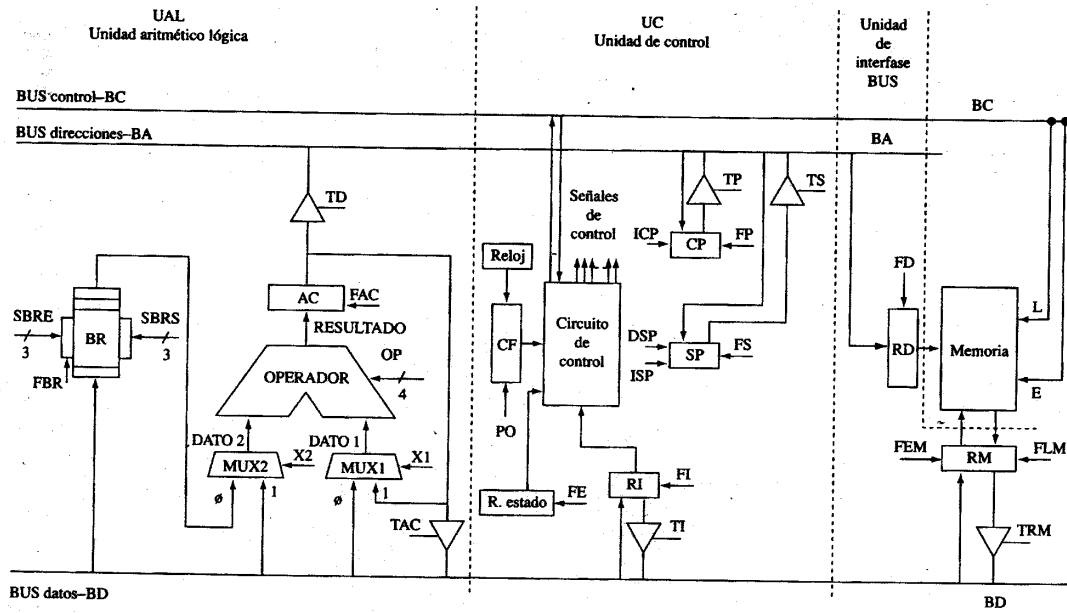 UAL
Unidad aritmético lógica
UC
Unidad de control
Unidad
de
interfase
BUS
BUS control–BC
BC
BUS direcciones–BA
BA
TD
TP
TS
Señales
de
control
ICP
CP
FP
Reloj
FD
AC
FAC
L
SBRE
3
BR
SBRS
3
FBR
RESULTADO
OP
4
OPERADOR
CF
Circuito
de
control
DSP
ISP
SP
FS
RD
Memoria
E
PO
DATO 2
DATO 1
MUX2
X2
MUX1
X1
ø
1
ø
1
FEM
RM
FLM
R. estado
FE
RI
FI
TAC
TI
TRM
BUS datos–BD
BD